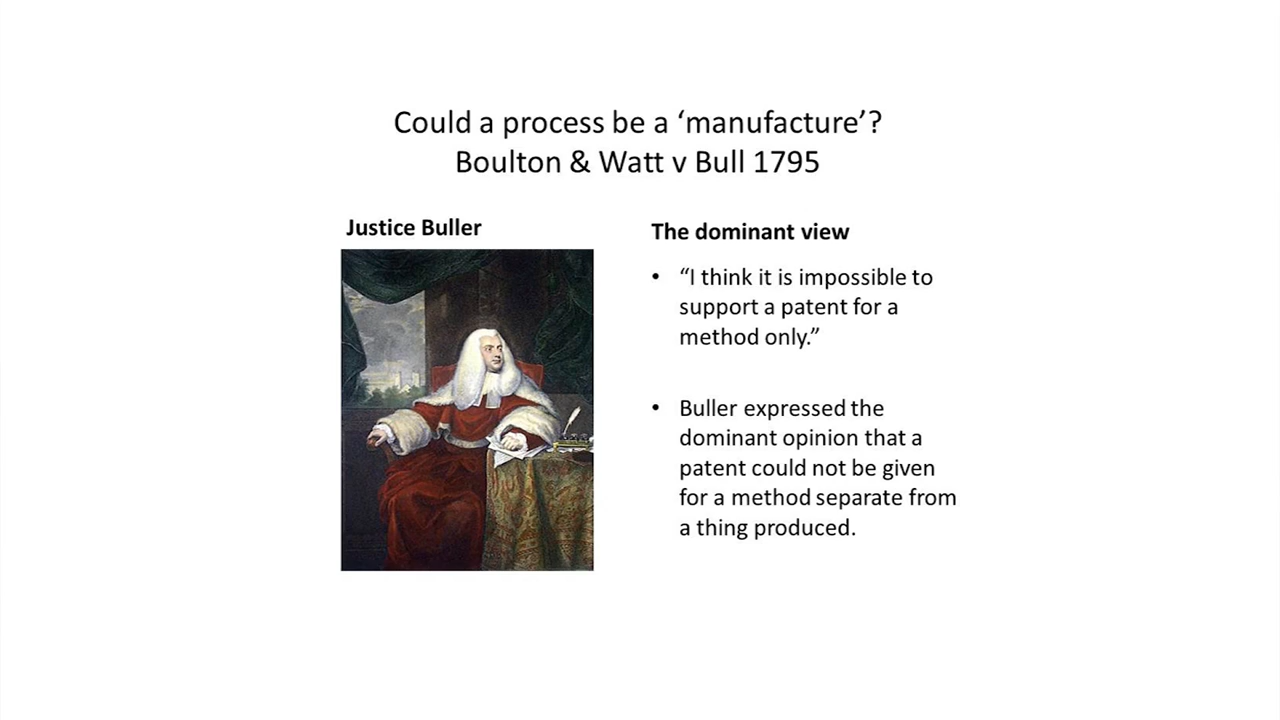 Could a process be a ‘manufacture’?
Boulton & Watt v Bull 1795
Justice Buller
The dominant view
• “I think it is impossible to
support a patent for a
method only.”
• Buller expressed the
dominant opinion that a
patent could not be given
for a method separate from
a thing produced.